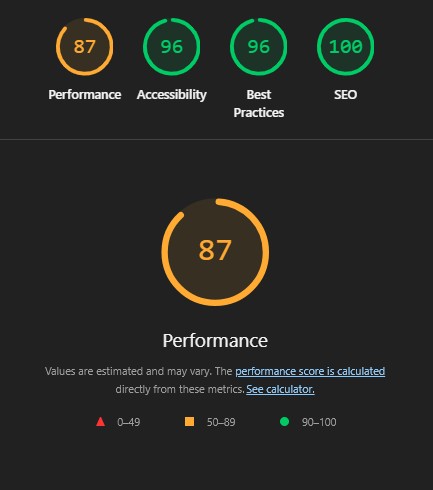 87 96 96 100
Performance Accessibility Best Practices SEO
87
Performance
Values are estimated and may vary. The performance score is calculated
directly from these metrics. See calculator.
0–49 50–89 90–100